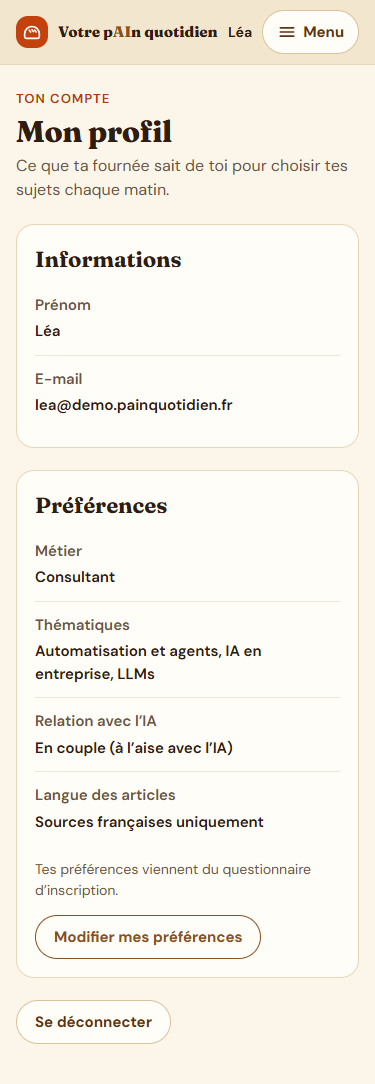 Votre pAIn quotidien Léa Menu
TON COMPTE
Mon profil
Ce que ta fournée sait de toi pour choisir tes
sujets chaque matin.
Informations
Prénom
Léa
E-mail
lea@demo.painquotidien.fr
Préférences
Métier
Consultant
Thématiques
Automatisation et agents, IA en
entreprise, LLMs
Relation avec l’IA
En couple (à l’aise avec l’IA)
Langue des articles
Sources françaises uniquement
Tes préférences viennent du questionnaire
d’inscription.
Modifier mes préférences
Se déconnecter